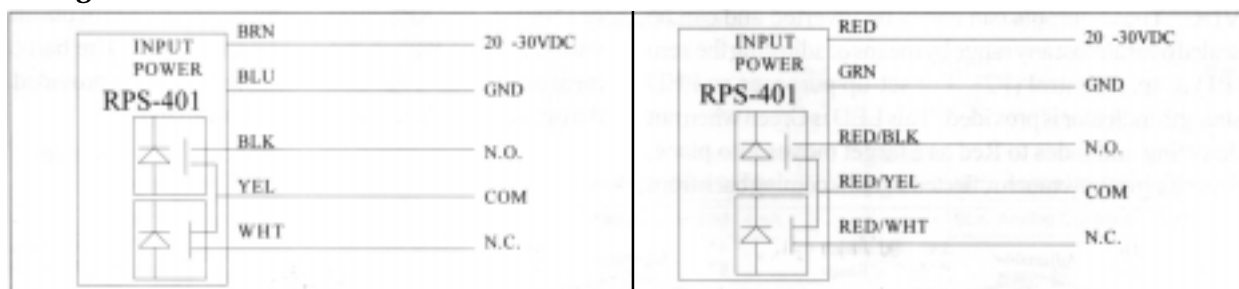 BRN
INPUT
POWER
20 -30VDC
BLU
GND
RPS-401
BLK
N.O.
YEL
COM
WHT
N.C.
RED
INPUT
POWER
20 -30VDC
GRN
GND
RPS-401
RED/BLK
N.O.
RED/YEL
COM
RED/WHT
N.C.